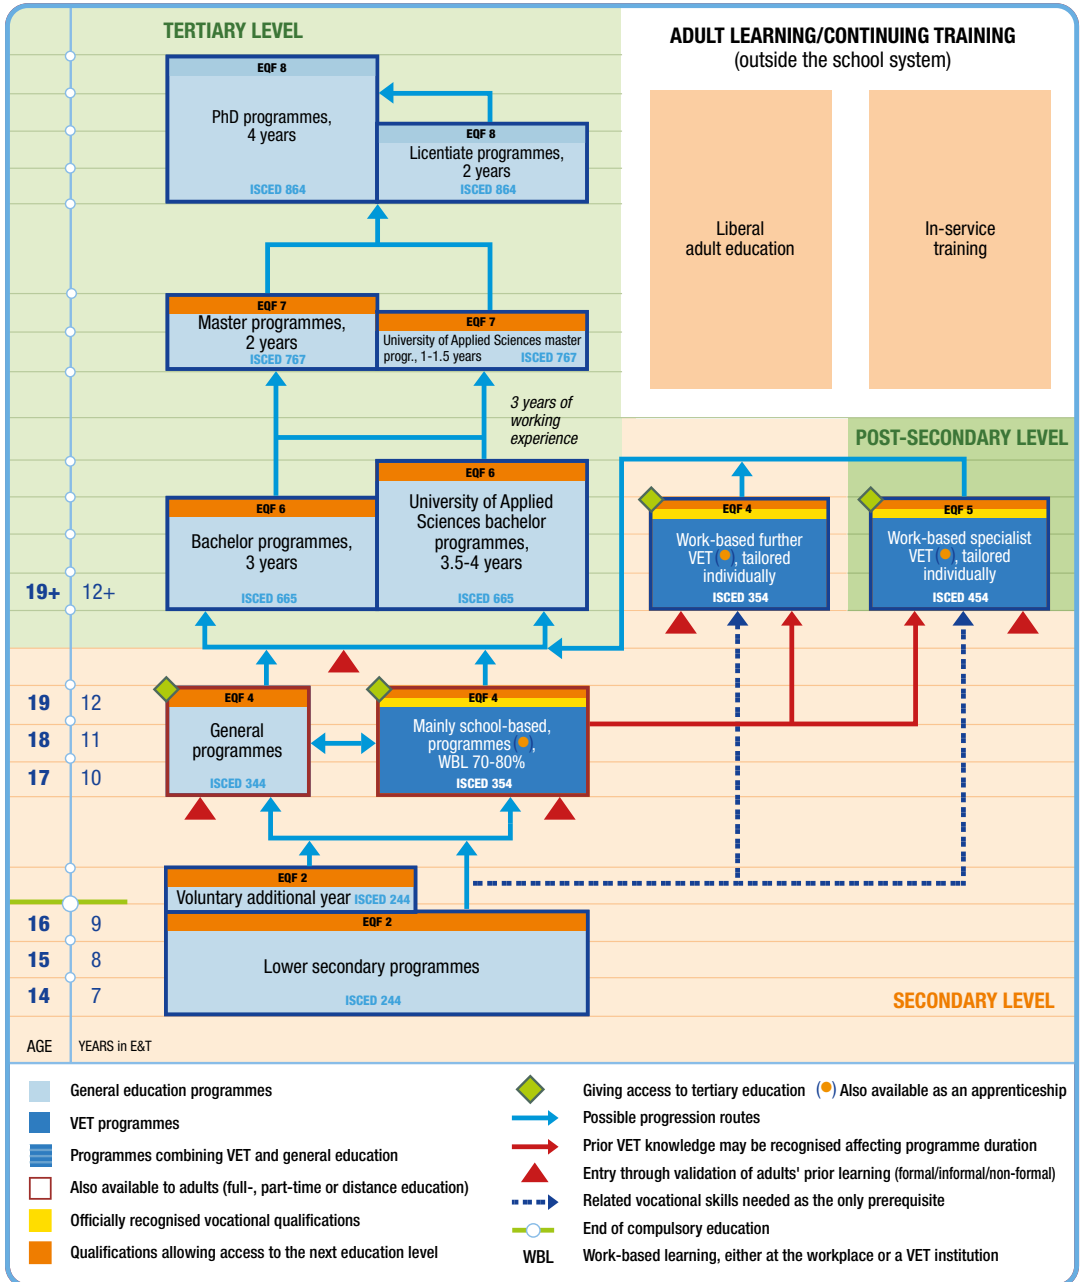 TERTIARY LEVEL
ADULT LEARNING/CONTINUING TRAINING
(outside the school system)
EQF 8
PhD programmes,
4 years
ISCED 864
EQF 8
Licentiate programmes,
2 years
ISCED 864
Liberal
adult education
In-service
training
EQF 7
Master programmes,
2 years
ISCED 767
EQF 7
University of Applied Sciences master
progr., 1-1.5 years ISCED 767
3 years of
working
experience
POST-SECONDARY LEVEL
EQF 6
Bachelor programmes,
3 years
ISCED 665
EQF 6
University of Applied
Sciences bachelor
programmes,
3.5-4 years
ISCED 665
EQF 4
Work-based further
VET ( ), tailored
individually
ISCED 354
EQF 5
Work-based specialist
VET ( ), tailored
individually
ISCED 454
19+ 12+
EQF 4
General
programmes
ISCED 344
EQF 4
Mainly school-based,
programmes ( ),
WBL 70-80%
ISCED 354
19 12
18 11
17 10
EQF 2
Voluntary additional year ISCED 244
EQF 2
Lower secondary programmes
ISCED 244
16 9
15 8
14 7
SECONDARY LEVEL
AGE YEARS in E&T
General education programmes
VET programmes
Programmes combining VET and general education
Also available to adults (full-, part-time or distance education)
Officially recognised vocational qualifications
Qualifications allowing access to the next education level
Giving access to tertiary education ( ) Also available as an apprenticeship
Possible progression routes
Prior VET knowledge may be recognised affecting programme duration
Entry through validation of adults' prior learning (formal/informal/non-formal)
Related vocational skills needed as the only prerequisite
End of compulsory education
WBL Work-based learning, either at the workplace or a VET institution